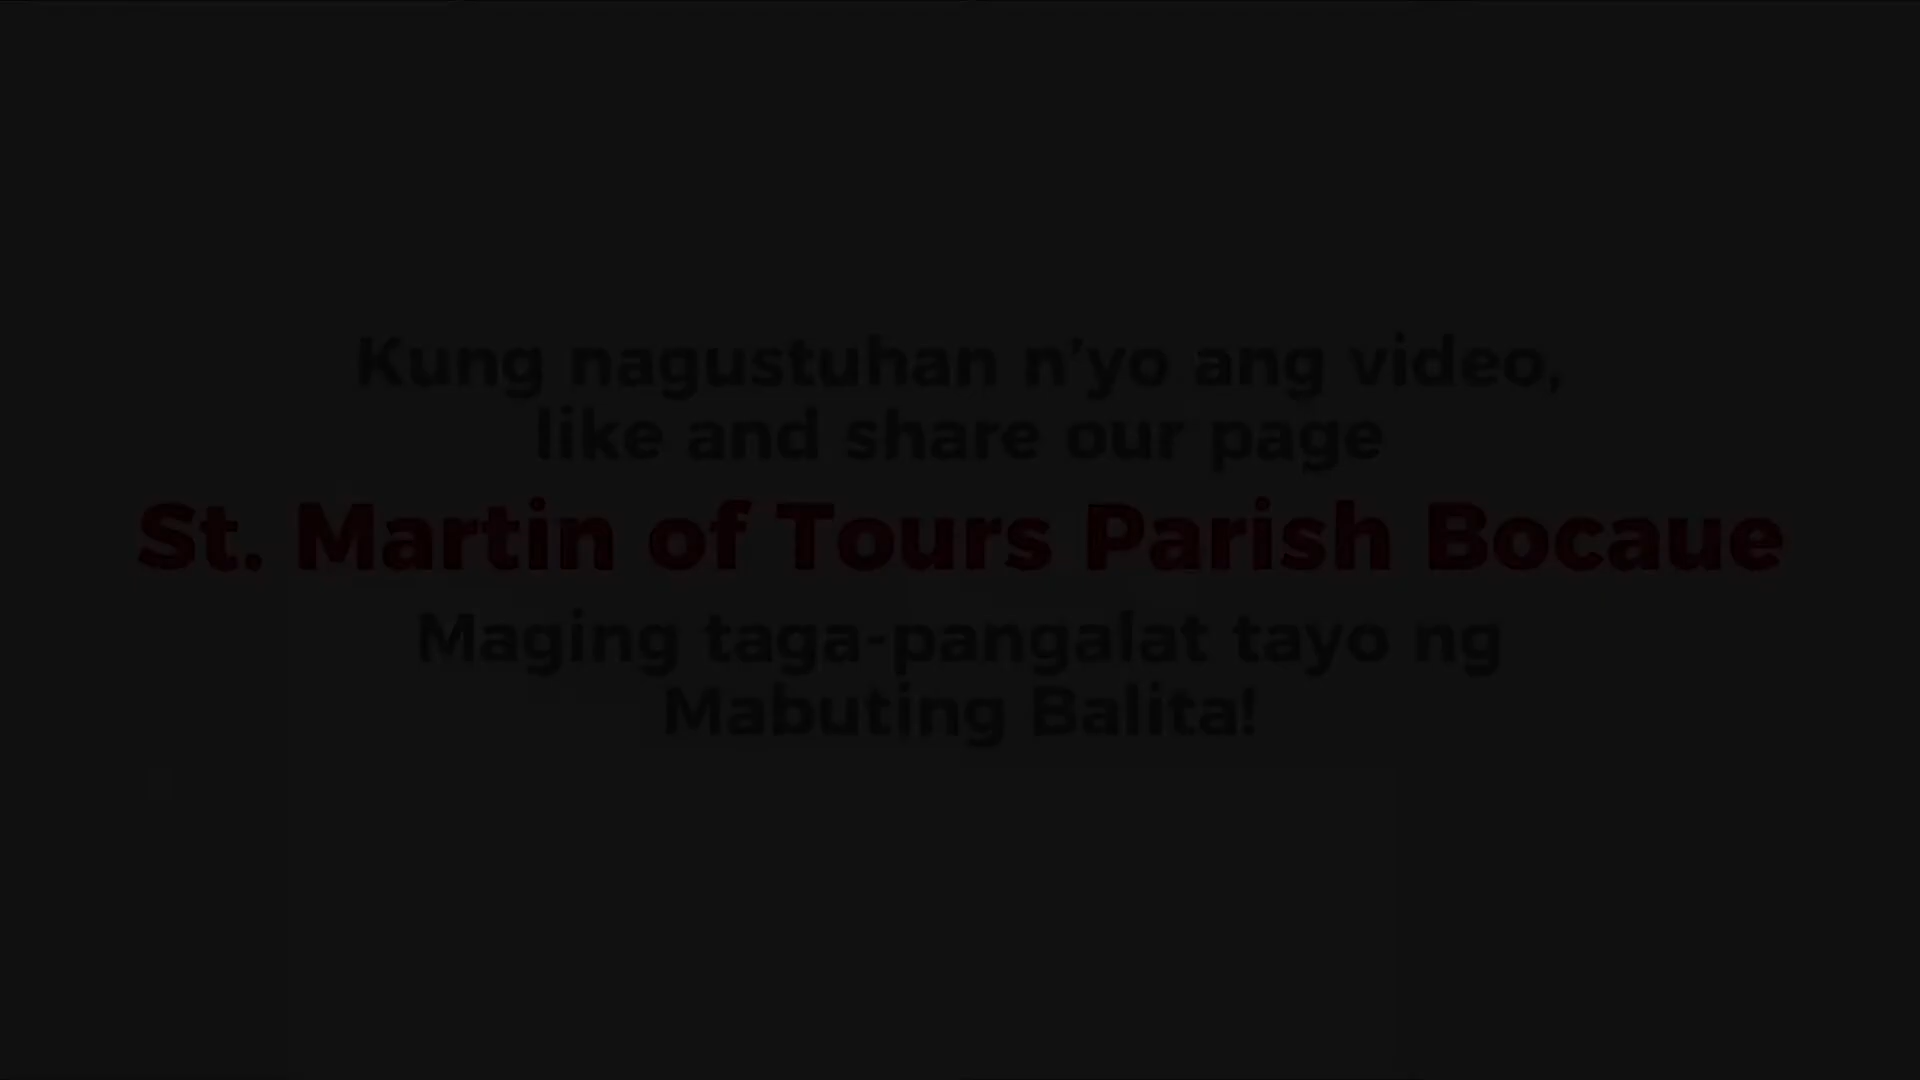 Kung nagustuhan n'yo ang video,
like and share our page
St. Martin of Tours Parish Bocaue
Maging taga-pangalat tayo ng
Mabuting Balita!